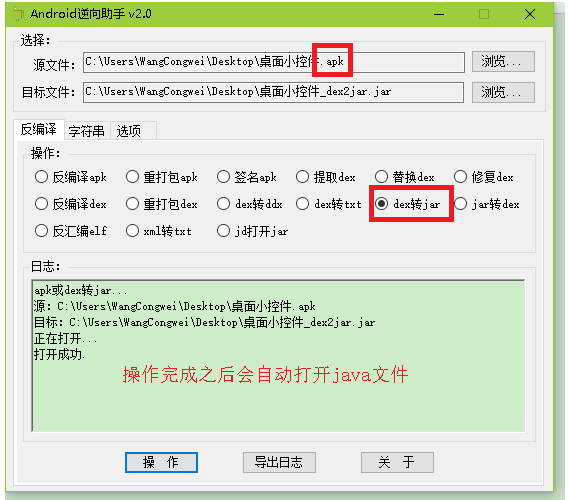 Android逆向助手 v2.0
选择:
源文件: C:\Users\WangCongwei\Desktop\桌面小控件.apk 浏览...
目标文件: C:\Users\WangCongwei\Desktop\桌面小控件_dex2jar.jar 浏览...
反编译 字符串 选项
操作:
反编译apk 重打包apk 签名apk 提取dex 替换dex 修复dex
反编译dex 重打包dex dex转ddx dex转txt dex转jar jar转dex
反汇编elf xml转txt jd打开jar
日志:
apk或dex转jar...
源: C:\Users\WangCongwei\Desktop\桌面小控件.apk
目标: C:\Users\WangCongwei\Desktop\桌面小控件_dex2jar.jar
正在打开...
打开成功.
操作完成之后会自动打开java文件
操 作 导出日志 关 于